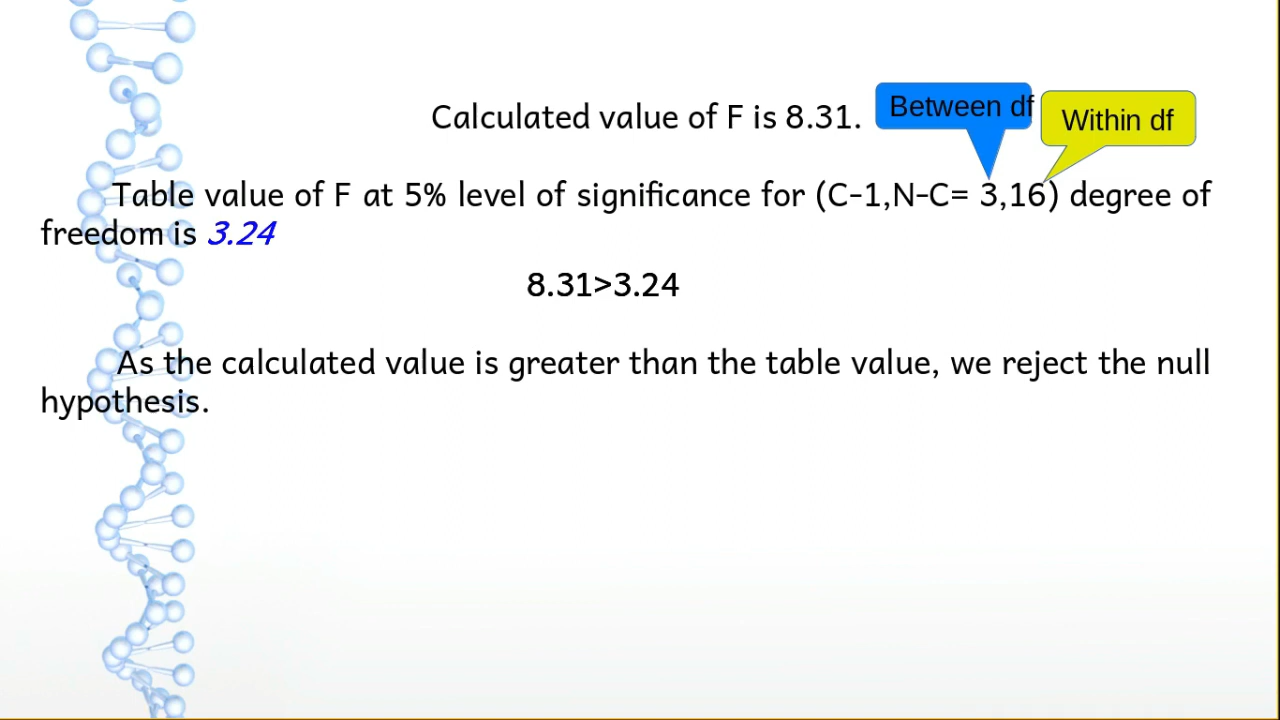 Calculated value of F is 8.31.
Between df
Within df
Table value of F at 5% level of significance for (C-1,N-C= 3,16) degree of
freedom is 3.24
8.31>3.24
As the calculated value is greater than the table value, we reject the null
hypothesis.